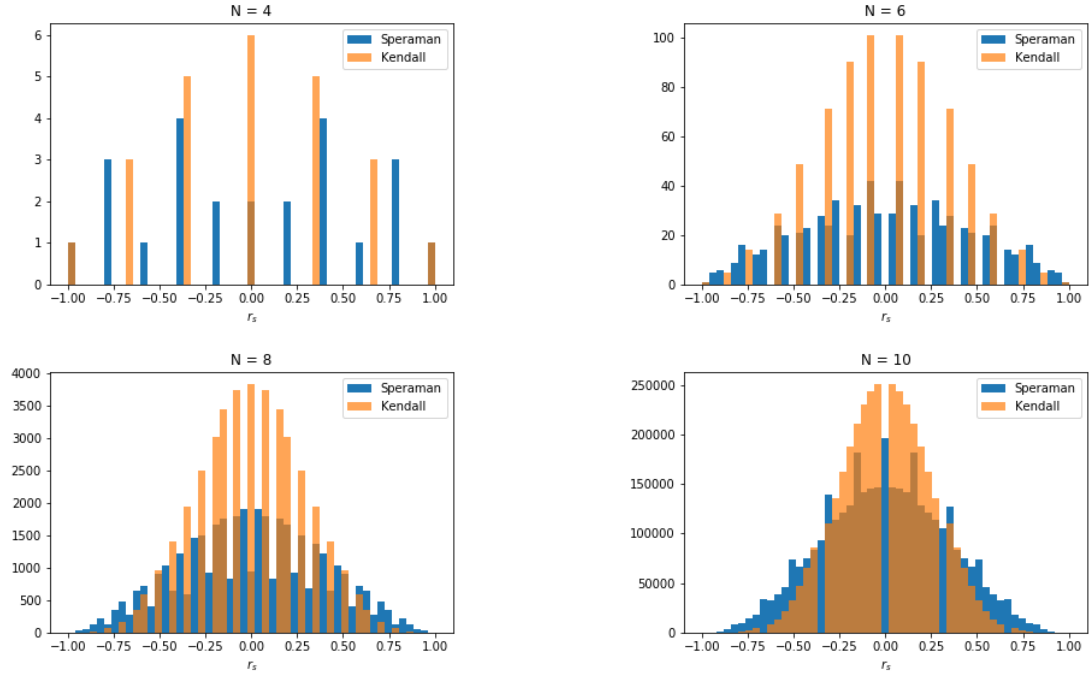 N = 4
6
5
4
3
2
1
0
Speraman
Kendall
−1.00 −0.75 −0.50 −0.25 0.00 0.25 0.50 0.75 1.00
r_s
N = 6
100
80
60
40
20
0
Speraman
Kendall
−1.00 −0.75 −0.50 −0.25 0.00 0.25 0.50 0.75 1.00
r_s
N = 8
4000
3500
3000
2500
2000
1500
1000
500
0
Speraman
Kendall
−1.00 −0.75 −0.50 −0.25 0.00 0.25 0.50 0.75 1.00
r_s
N = 10
250000
200000
150000
100000
50000
0
Speraman
Kendall
−1.00 −0.75 −0.50 −0.25 0.00 0.25 0.50 0.75 1.00
r_s